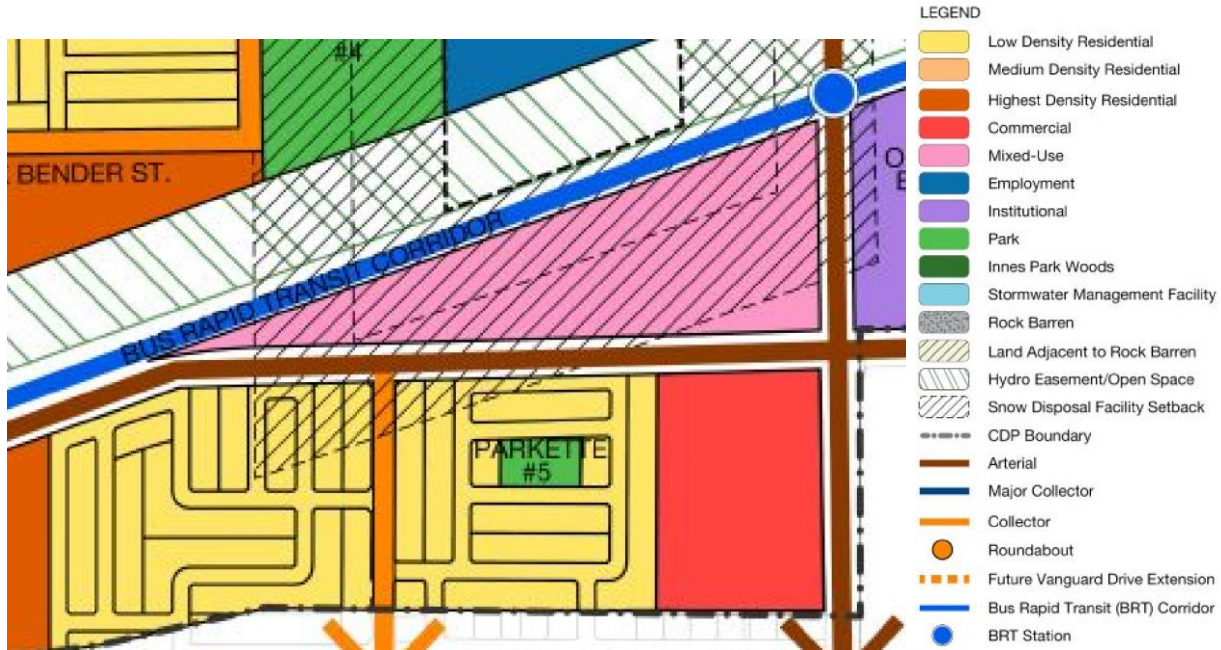 #4
BENDER ST.
BUS RAPID TRANSIT CORRIDOR
PARKETTE
#5
LEGEND
Low Density Residential
Medium Density Residential
Highest Density Residential
Commercial
Mixed-Use
Employment
Institutional
Park
Innes Park Woods
Stormwater Management Facility
Rock Barren
Land Adjacent to Rock Barren
Hydro Easement/Open Space
Snow Disposal Facility Setback
CDP Boundary
Arterial
Major Collector
Collector
Roundabout
Future Vanguard Drive Extension
Bus Rapid Transit (BRT) Corridor
BRT Station